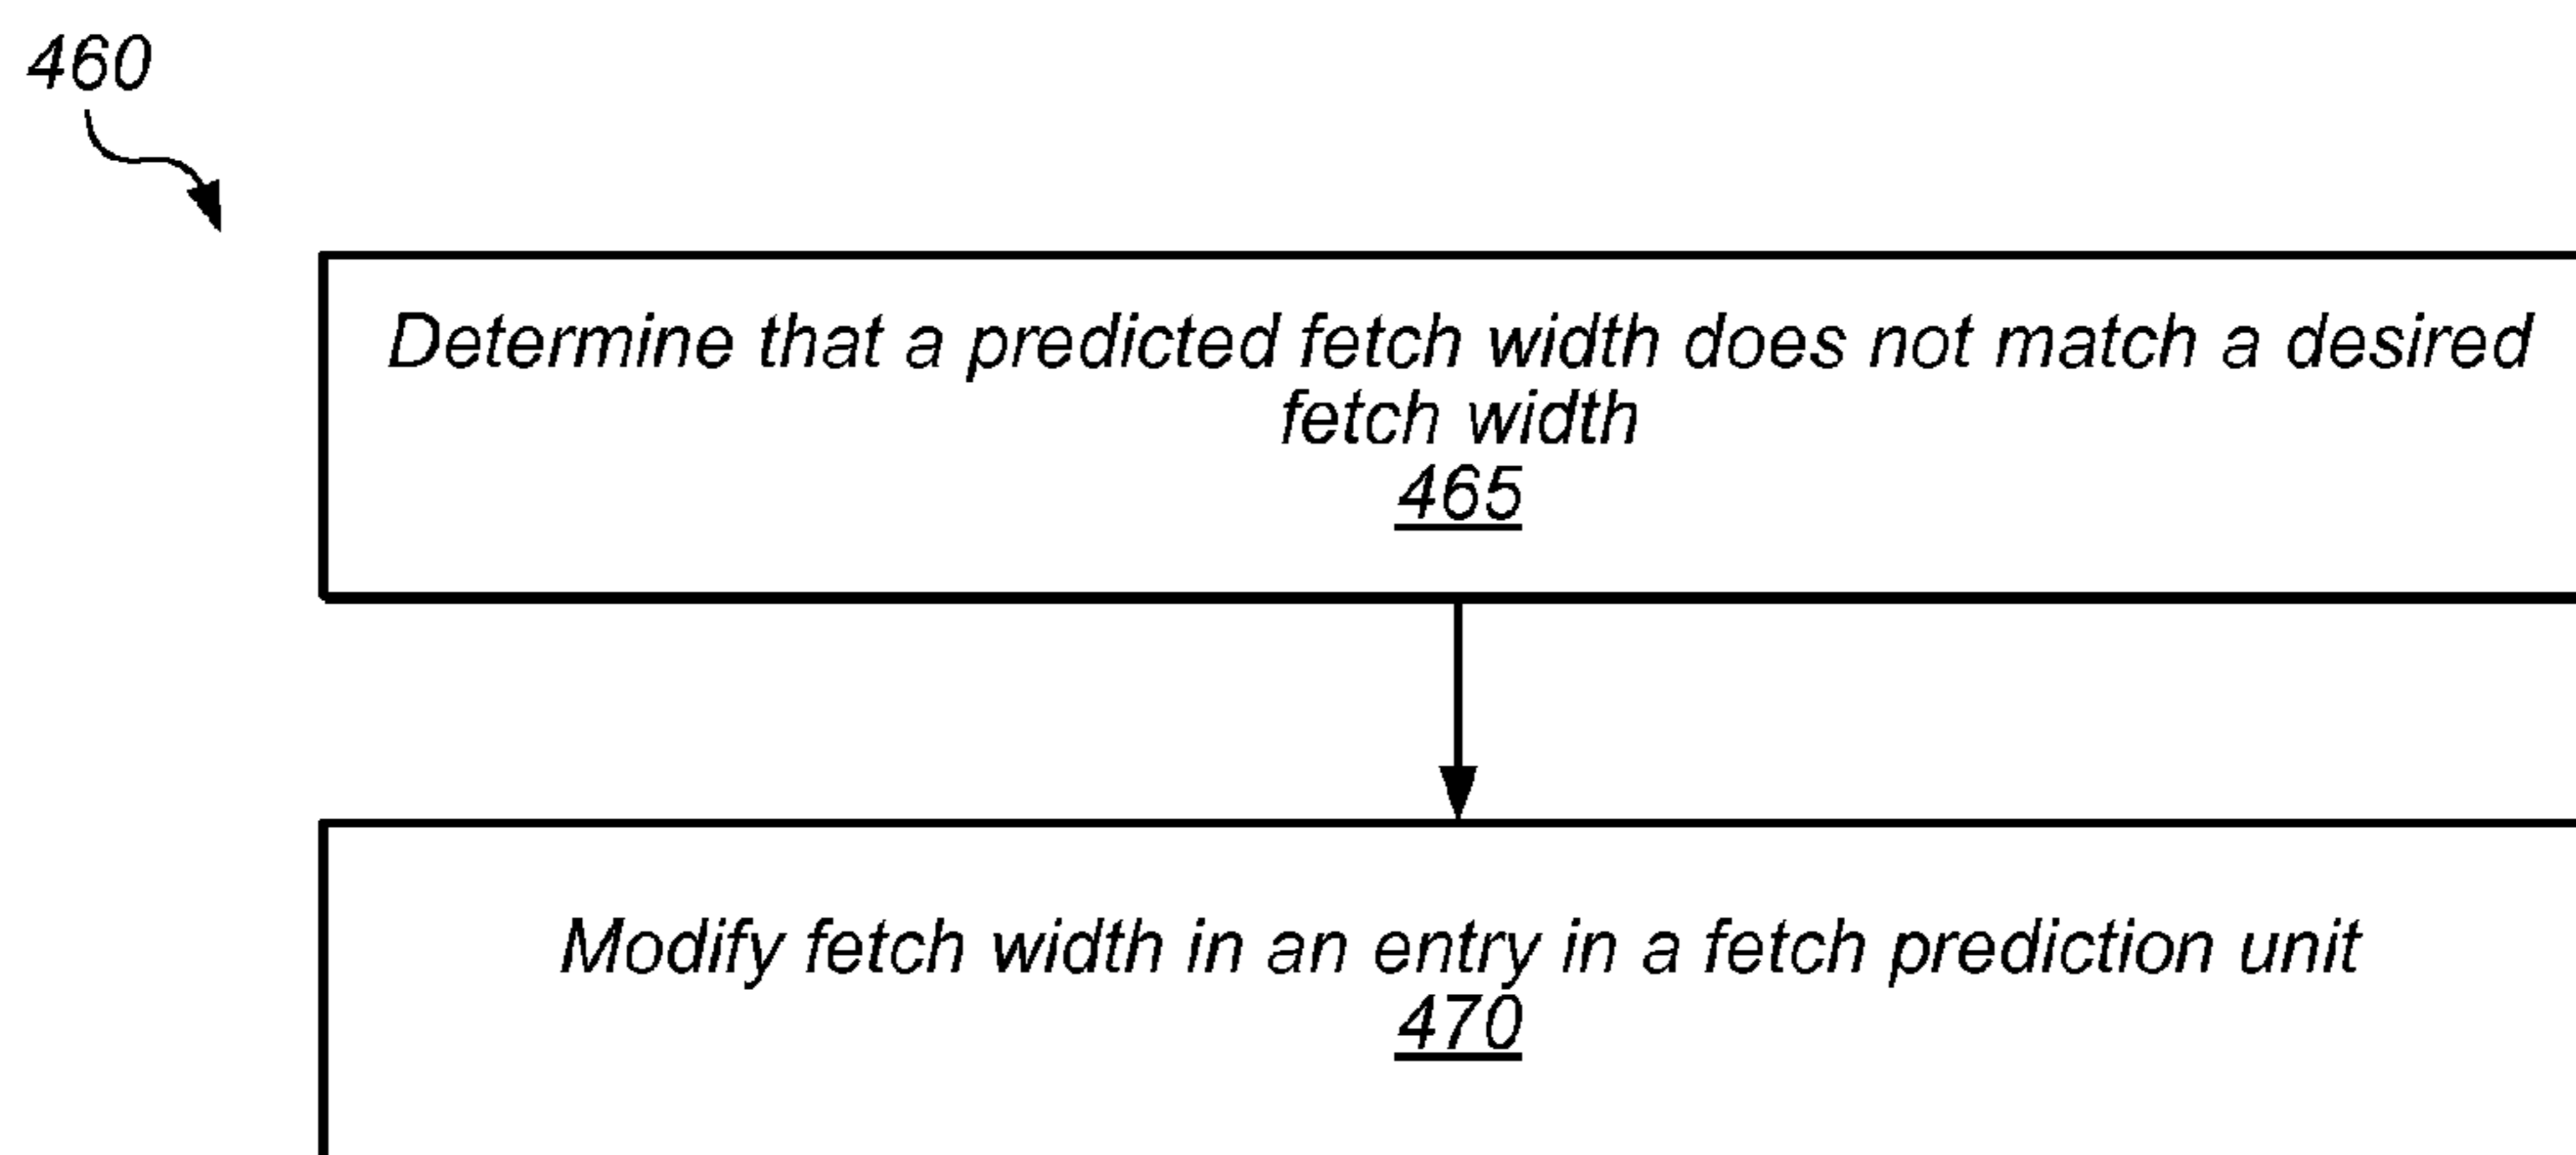 460
Determine that a predicted fetch width does not match a desired
fetch width
465
Modify fetch width in an entry in a fetch prediction unit
470